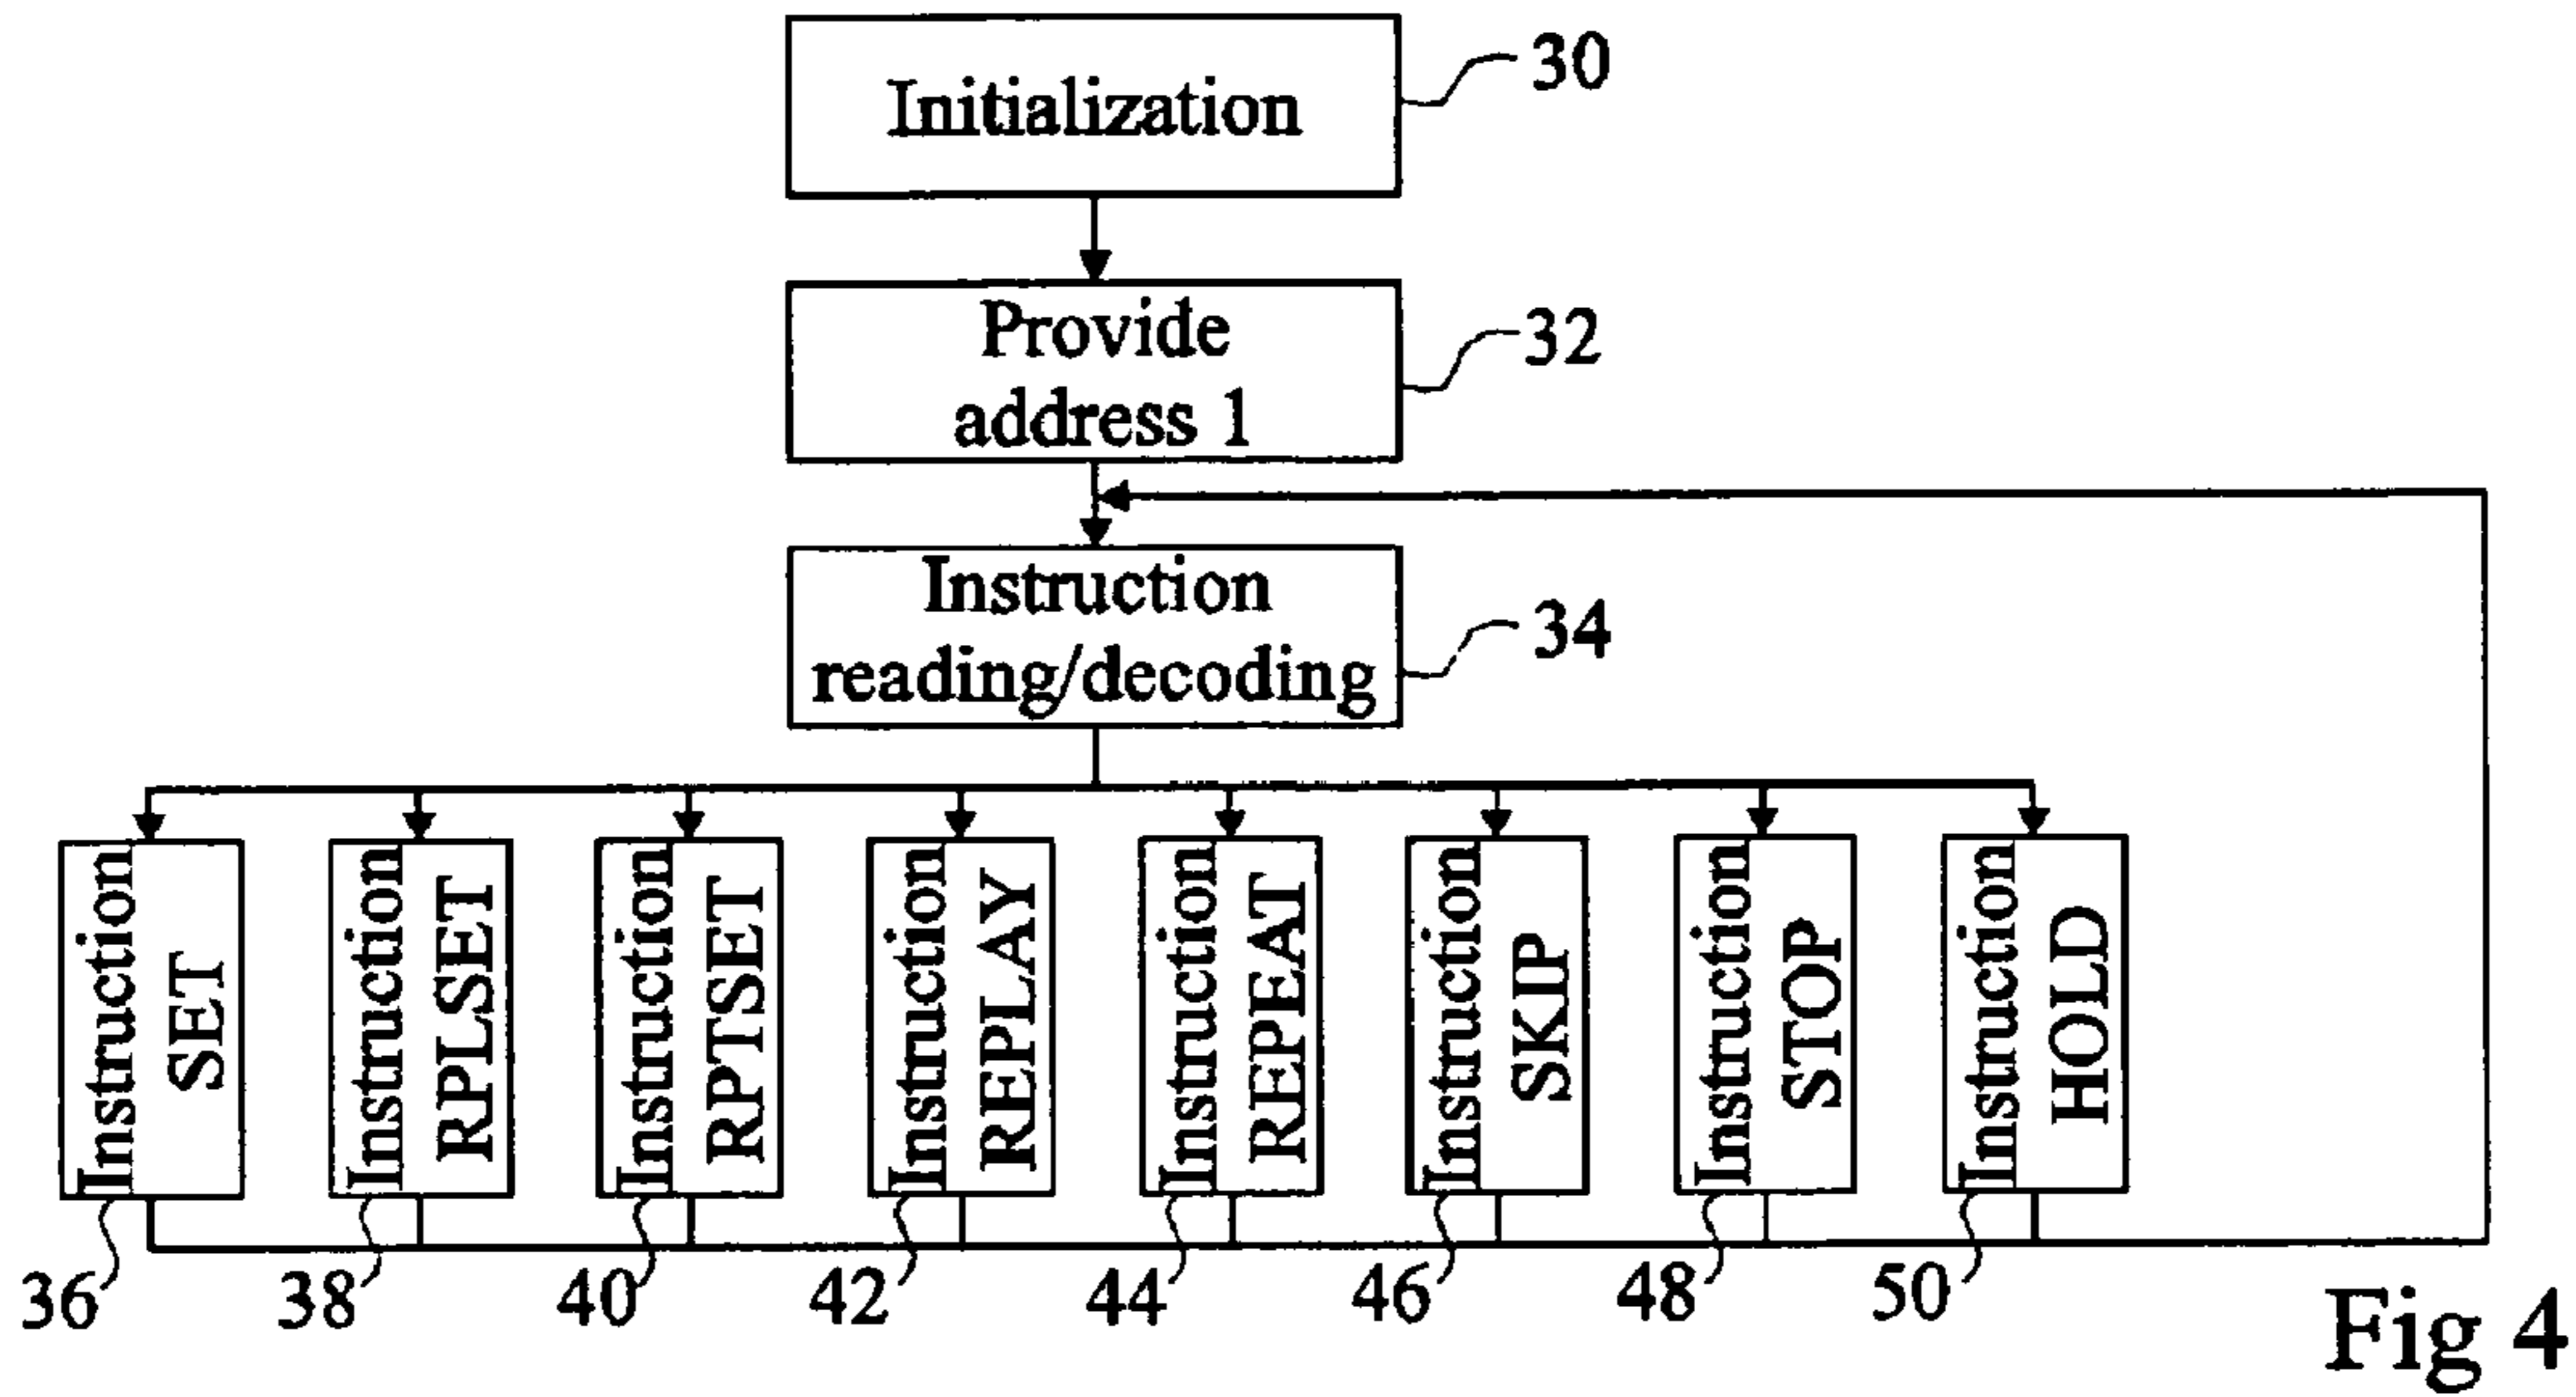 Initialization
30
Provide
address 1
32
Instruction
reading/decoding
34
Instruction
SET
Instruction
RPLSET
Instruction
RPTSET
Instruction
REPLAY
Instruction
REPEAT
Instruction
SKIP
Instruction
STOP
Instruction
HOLD
36
38
40
42
44
46
48
50
Fig 4